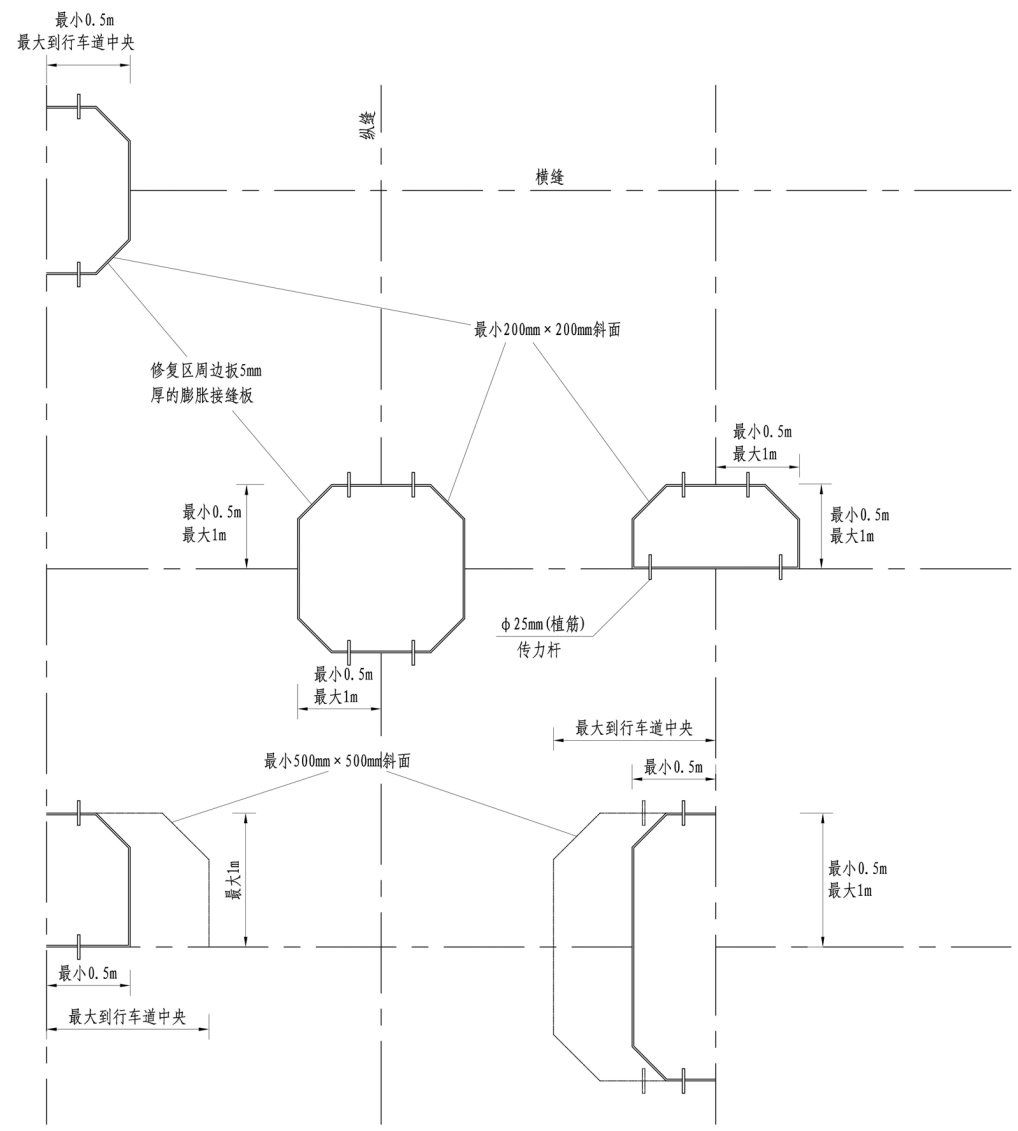 最小0.5m
最大到行车道中央
纵缝
横缝
最小200mm×200mm斜面
修复区周边扳5mm
厚的膨胀接缝板
最小0.5m
最大1m
最小0.5m
最大1m
最小0.5m
最大1m
φ25mm(植筋)
传力杆
最小0.5m
最大1m
最大到行车道中央
最小500mm×500mm斜面
最小0.5m
最大1m
最小0.5m
最大1m
最小0.5m
最大到行车道中央